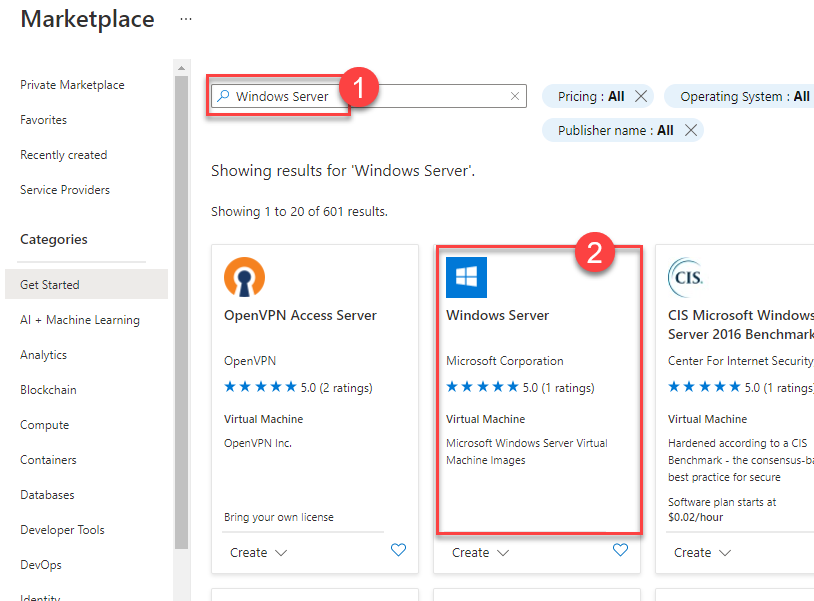 Marketplace ...
Private Marketplace
Favorites
Recently created
Service Providers
Categories
Get Started
AI + Machine Learning
Analytics
Blockchain
Compute
Containers
Databases
Developer Tools
DevOps
Identity
Windows Server
1
Pricing : All
Operating System : All
Publisher name : All
Showing results for 'Windows Server'.
Showing 1 to 20 of 601 results.
OpenVPN Access Server
OpenVPN
5.0 (2 ratings)
Virtual Machine
OpenVPN Inc.
Bring your own license
Create
2
Windows Server
Microsoft Corporation
5.0 (1 ratings)
Virtual Machine
Microsoft Windows Server Virtual
Machine Images
Create
CIS.
CIS Microsoft Windows
Server 2016 Benchmark
Center For Internet Security
5.0 (1 ratings)
Virtual Machine
Hardened according to a CIS
Benchmark - the consensus-ba
best practice for secure
Software plan starts at
$0.02/hour
Create